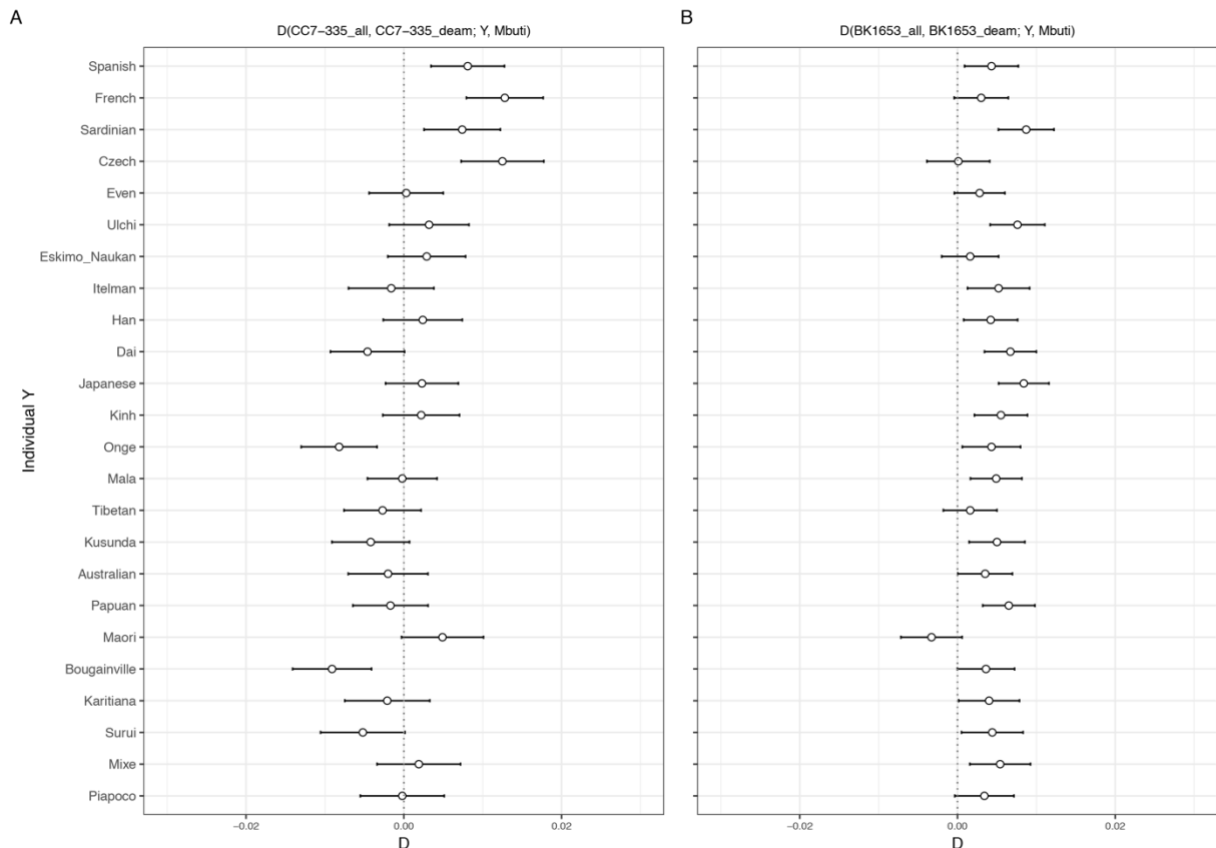 A
D(CC7−335_all, CC7−335_deam; Y, Mbuti)
Individual Y
Spanish
French
Sardinian
Czech
Even
Ulchi
Eskimo_Naukan
Itelman
Han
Dai
Japanese
Kinh
Onge
Mala
Tibetan
Kusunda
Australian
Papuan
Maori
Bougainville
Karitiana
Surui
Mixe
Piapoco
−0.02 0.00 0.02
D
B
D(BK1653_all, BK1653_deam; Y, Mbuti)
−0.02 0.00 0.02
D